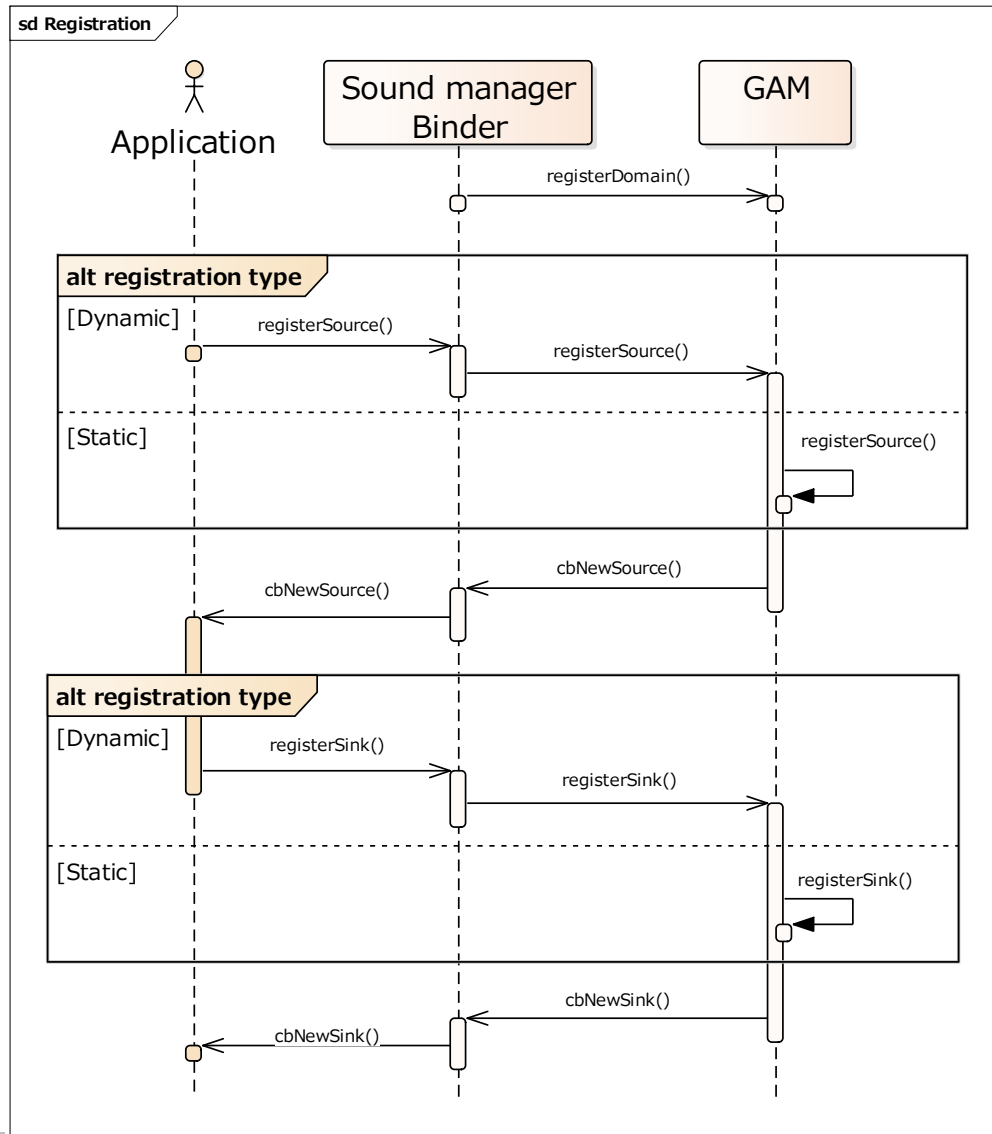 sd Registration
Application
Sound manager
Binder
GAM
registerDomain()
alt registration type
[Dynamic]
registerSource()
registerSource()
[Static]
registerSource()
cbNewSource()
cbNewSource()
alt registration type
[Dynamic]
registerSink()
registerSink()
[Static]
registerSink()
cbNewSink()
cbNewSink()